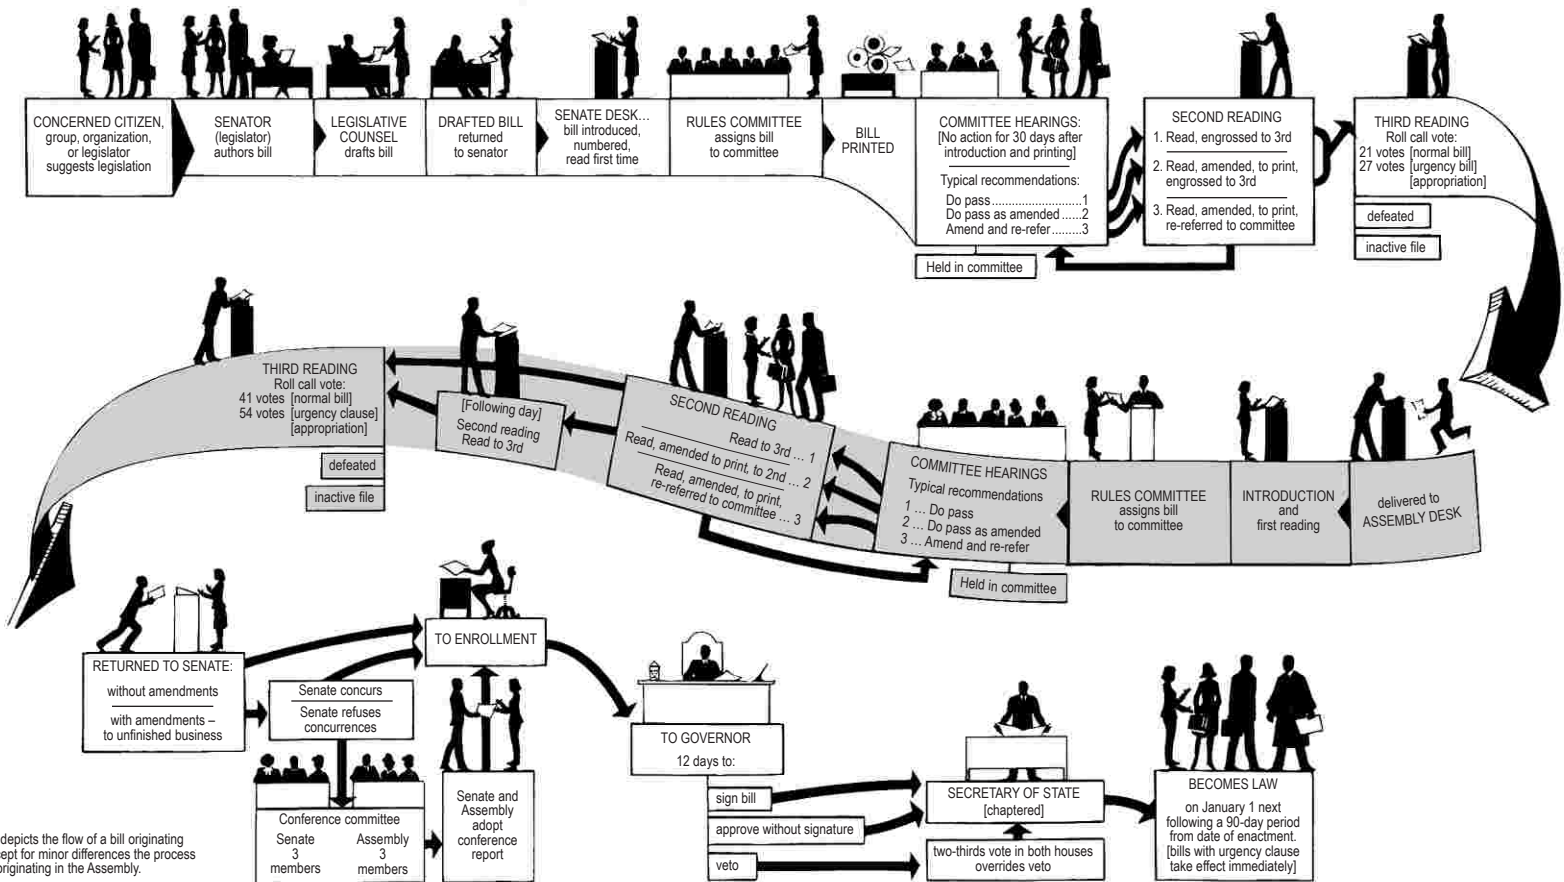 CONCERNED CITIZEN,
group, organization,
or legislator
suggests legislation
SENATOR
(legislator)
authors bill
LEGISLATIVE
COUNSEL
drafts bill
DRAFTED BILL
returned
to senator
SENATE DESK…
bill introduced,
numbered,
read first time
RULES COMMITTEE
assigns bill
to committee
BILL
PRINTED
COMMITTEE HEARINGS:
[No action for 30 days after
introduction and printing]
Typical recommendations:
Do pass...........................1
Do pass as amended......2
Amend and re-refer.........3
Held in committee
SECOND READING
1. Read, engrossed to 3rd
2. Read, amended, to print,
engrossed to 3rd
3. Read, amended, to print,
re-referred to committee
THIRD READING
Roll call vote:
21 votes [normal bill]
27 votes [urgency bill]
[appropriation]
defeated
inactive file
delivered to
ASSEMBLY DESK
INTRODUCTION
and
first reading
RULES COMMITTEE
assigns bill
to committee
COMMITTEE HEARINGS
Typical recommendations
1 … Do pass
2 … Do pass as amended
3 … Amend and re-refer
Held in committee
SECOND READING
Read to 3rd … 1
Read, amended to print, to 2nd … 2
Read, amended, to print,
re-referred to committee … 3
[Following day]
Second reading
Read to 3rd
THIRD READING
Roll call vote:
41 votes [normal bill]
54 votes [urgency clause]
[appropriation]
defeated
inactive file
RETURNED TO SENATE:
without amendments
with amendments –
to unfinished business
Senate concurs
Senate refuses
concurrences
Conference committee
Senate
3
members
Assembly
3
members
Senate and
Assembly
adopt
conference
report
TO ENROLLMENT
TO GOVERNOR
12 days to:
sign bill
approve without signature
veto
SECRETARY OF STATE
[chaptered]
two-thirds vote in both houses
overrides veto
BECOMES LAW
on January 1 next
following a 90-day period
from date of enactment.
[bills with urgency clause
take effect immediately]
depicts the flow of a bill originating
cept for minor differences the process
originating in the Assembly.